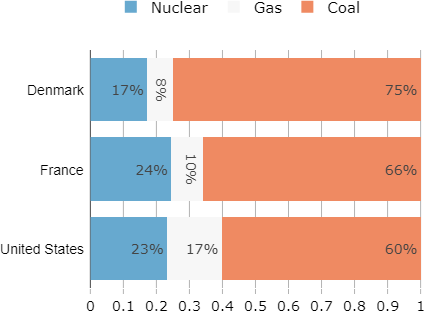 Nuclear Gas Coal
Denmark 17% 8% 75%
France 24% 10% 66%
United States 23% 17% 60%
0 0.1 0.2 0.3 0.4 0.5 0.6 0.7 0.8 0.9 1